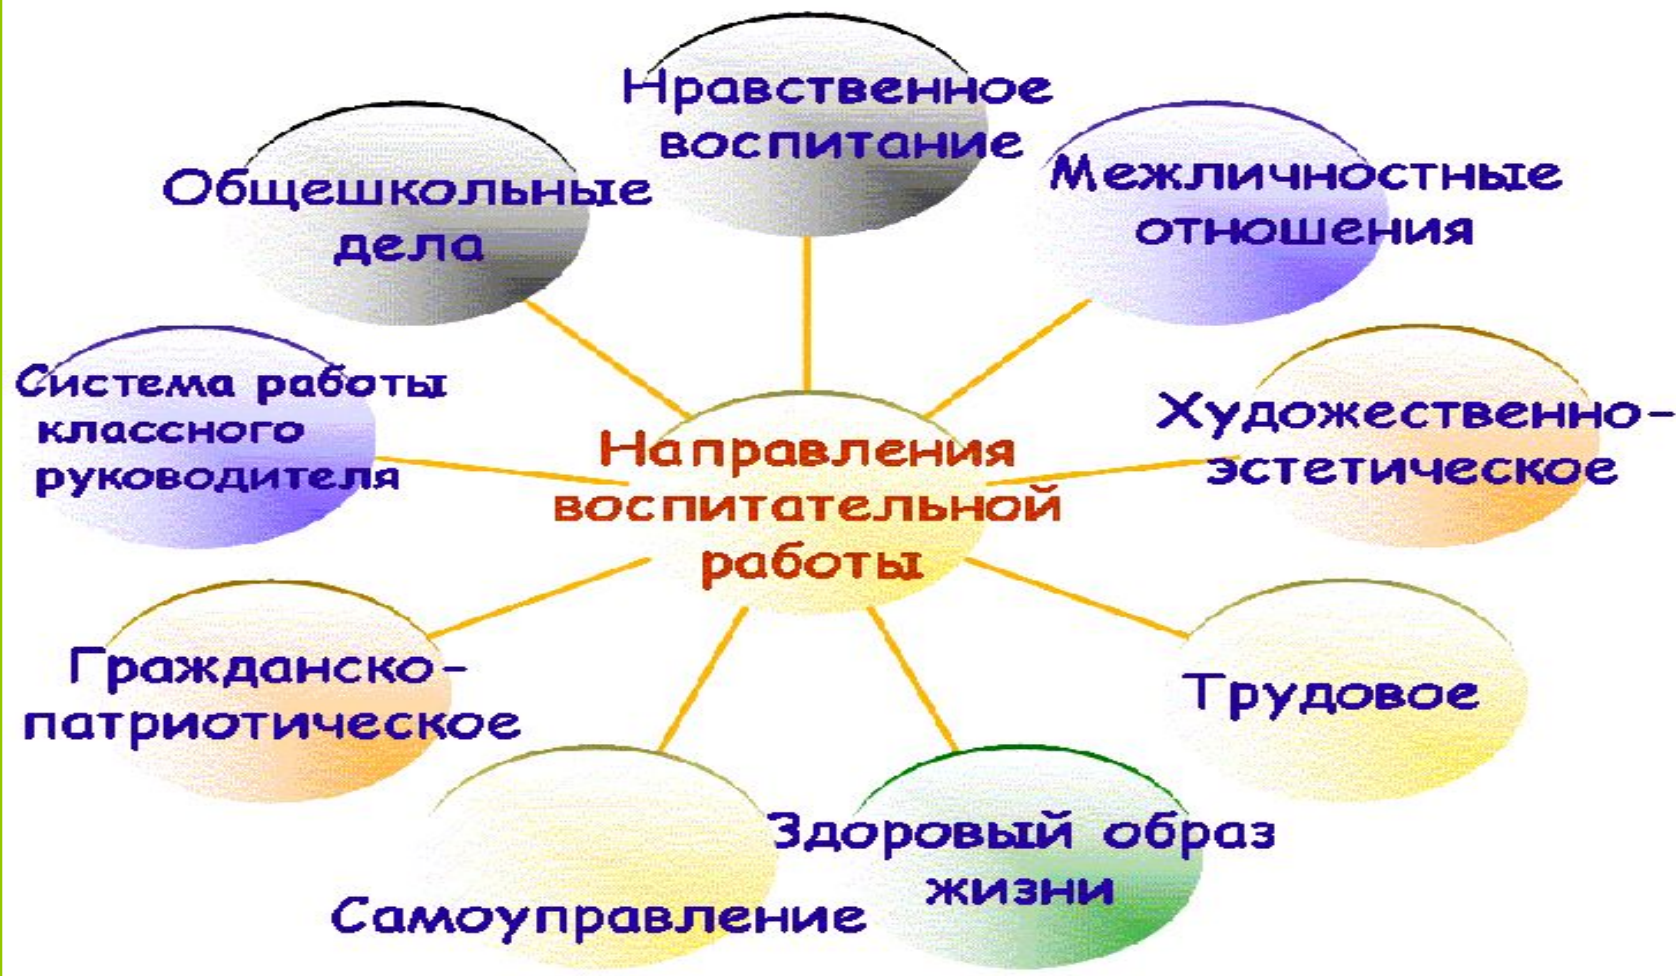 Нравственное
воспитание
Межличностные
отношения
Художественно-
эстетическое
Трудовое
Здоровый образ
жизни
Самоуправление
Гражданско-
патриотическое
Система работы
классного
руководителя
Общешкольные
дела
Направления
воспитательной
работы